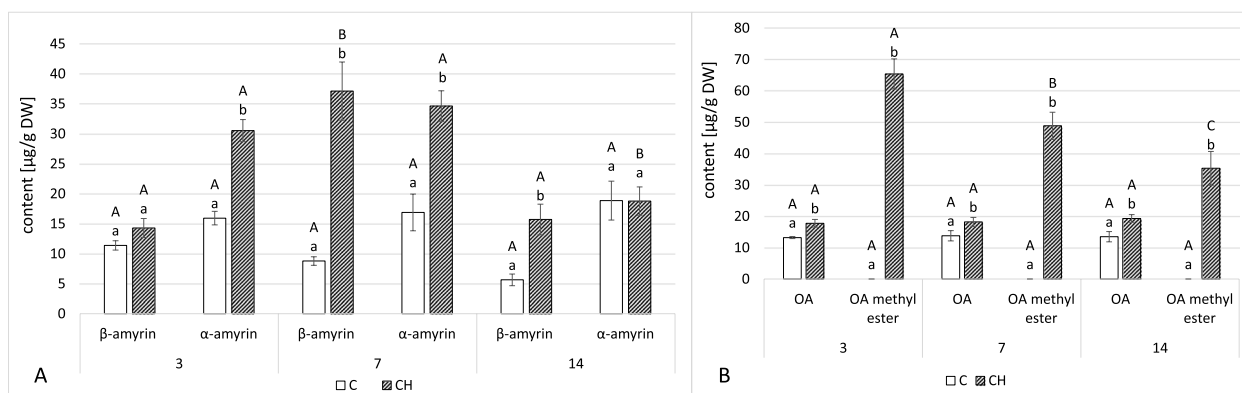 content [µg/g DW]
45
40
35
30
25
20
15
10
5
0
A
a
A
a
A
a
A
b
A
a
B
b
A
a
A
b
A
a
A
b
A
a
B
a
β-amyrin α-amyrin β-amyrin α-amyrin β-amyrin α-amyrin
3 7 14
A
C CH
content [µg/g DW]
80
70
60
50
40
30
20
10
0
A
a
A
b
A
a
A
b
A
a
A
b
A
a
B
b
A
a
A
b
A
a
C
b
OA OA methyl OA OA methyl OA OA methyl
ester ester ester
3 7 14
B
C CH